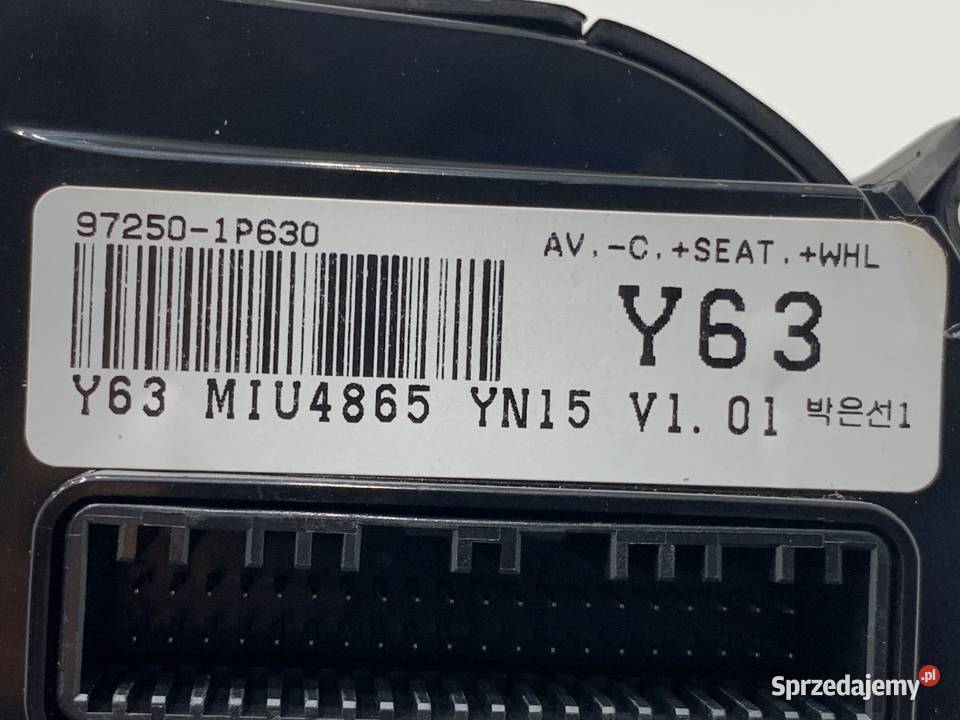 97250-1P630
AV,-C,+SEAT,+WHL
Y63
Y63 MIU4865 YN15 V1.01 박은선1
Sprzedajemy.pl